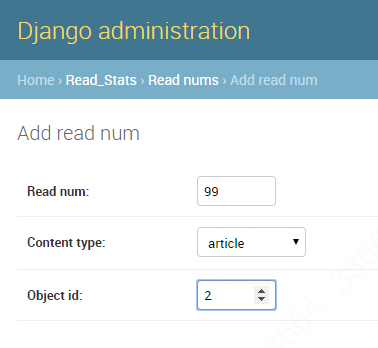 Django administration
Home › Read_Stats › Read nums › Add read num
Add read num
Read num: 99
Content type: article
Object id: 2